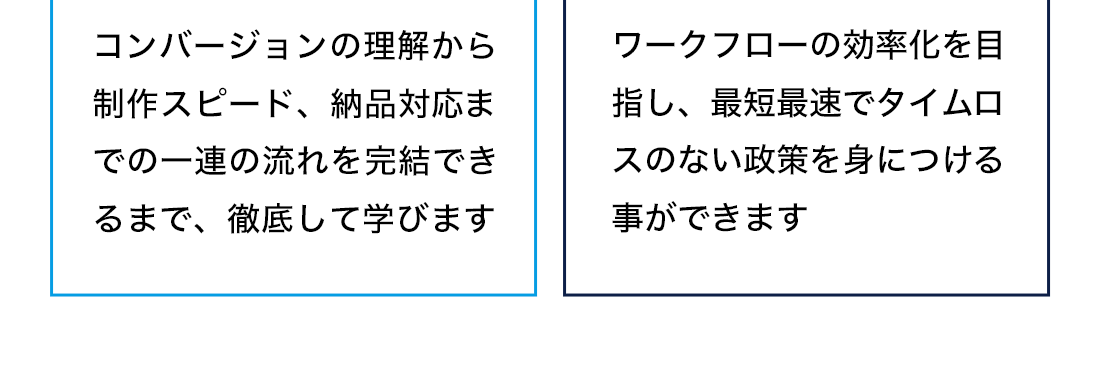 コンバージョンの理解から
制作スピード、納品対応ま
での一連の流れを完結でき
るまで、徹底して学びます
ワークフローの効率化を目
指し、最短最速でタイムロ
スのない政策を身につける
事ができます